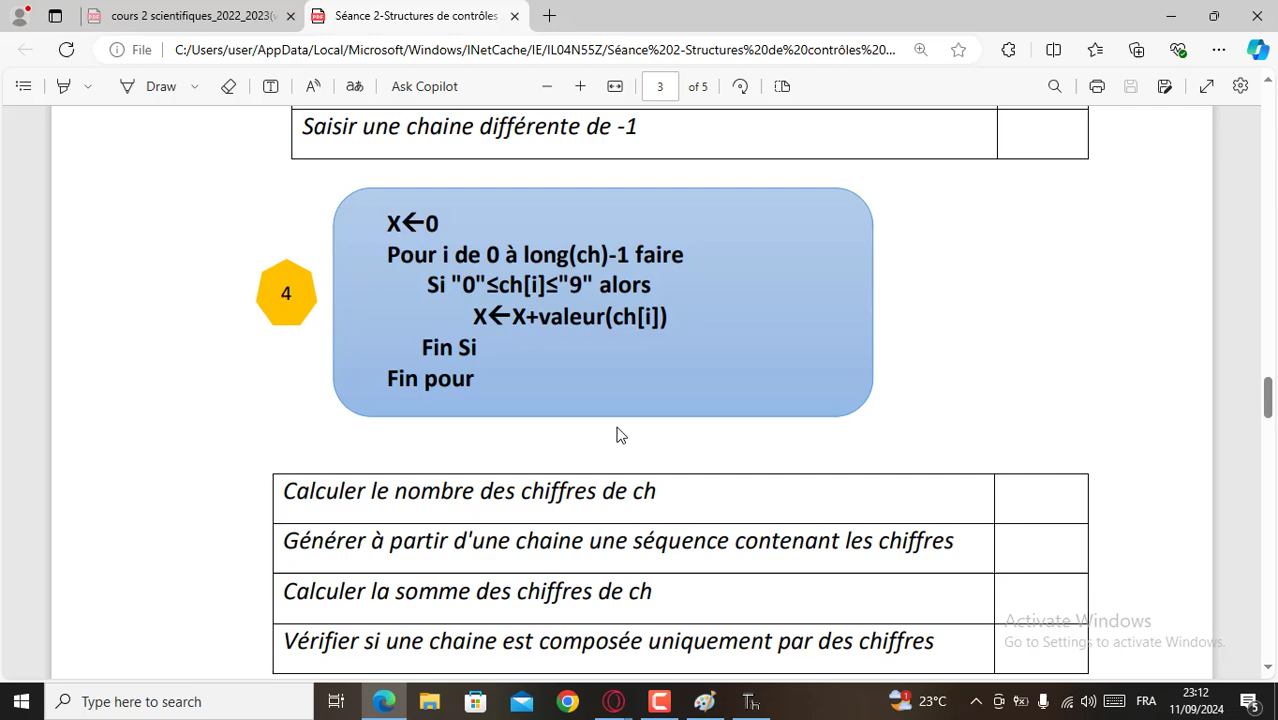 cours 2 scientifiques_2022_2023(
Séance 2-Structures de contrôles
File
C:/Users/user/AppData/Local/Microsoft/Windows/INetCache/IE/IL04N55Z/Séance%202-Structures%20de%20contrôles%20...
Draw
Ask Copilot
3
of 5
Saisir une chaine différente de -1
4
X←0
Pour i de 0 à long(ch)-1 faire
Si "0"≤ch[i]≤"9" alors
X←X+valeur(ch[i])
Fin Si
Fin pour
Calculer le nombre des chiffres de ch
Générer à partir d'une chaine une séquence contenant les chiffres
Calculer la somme des chiffres de ch
Vérifier si une chaine est composée uniquement par des chiffres
Activate Windows
Go to Settings to activate Windows.
Type here to search
Th
1
23°C
FRA
23:12
11/09/2024
5